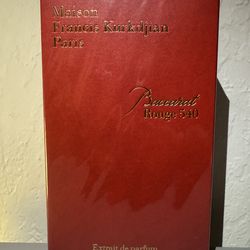 Maison
Francis Kurkdjian
Paris
Baccarat
Rouge 540
Extrait de parfum